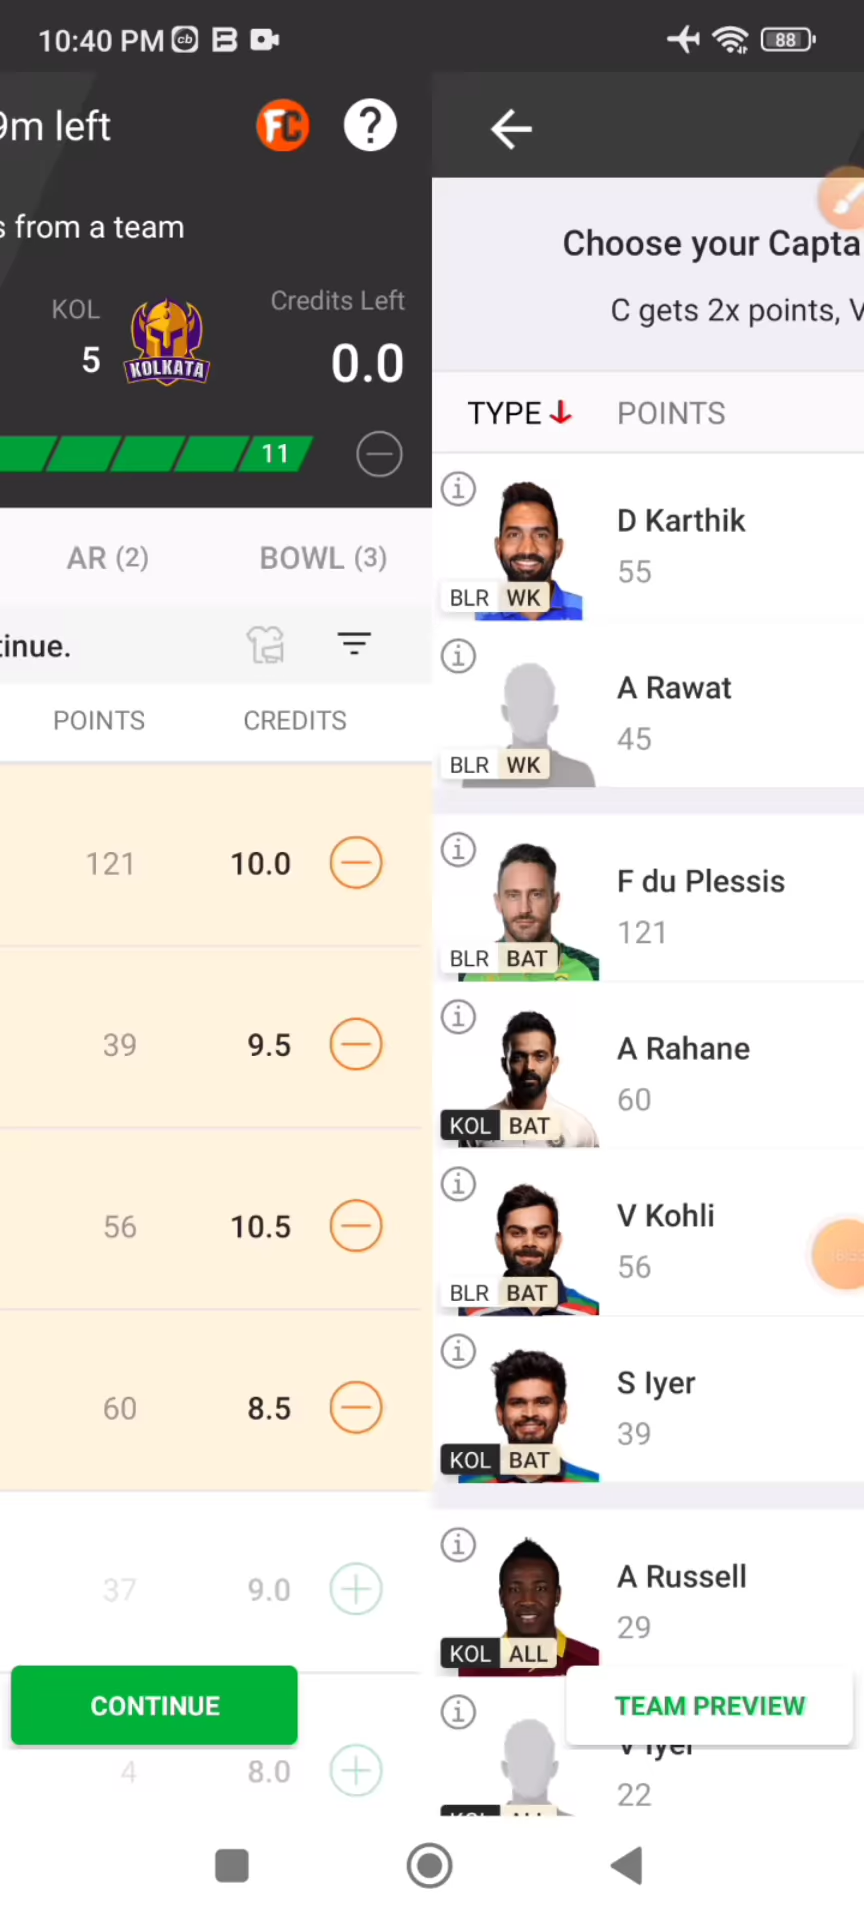 10:40 PM
88
9m left
FC
?
s from a team
KOL
5
KOLKATA
Credits Left
0.0
11
AR (2)
BOWL (3)
tinue.
POINTS
CREDITS
121
10.0
39
9.5
56
10.5
60
8.5
37
9.0
CONTINUE
4
8.0
Choose your Capta
C gets 2x points, V
TYPE
POINTS
D Karthik
55
BLR WK
A Rawat
45
BLR WK
F du Plessis
121
BLR BAT
A Rahane
60
KOL BAT
V Kohli
56
BLR BAT
S Iyer
39
KOL BAT
A Russell
29
KOL ALL
TEAM PREVIEW
V Iyer
22
KOL ALL